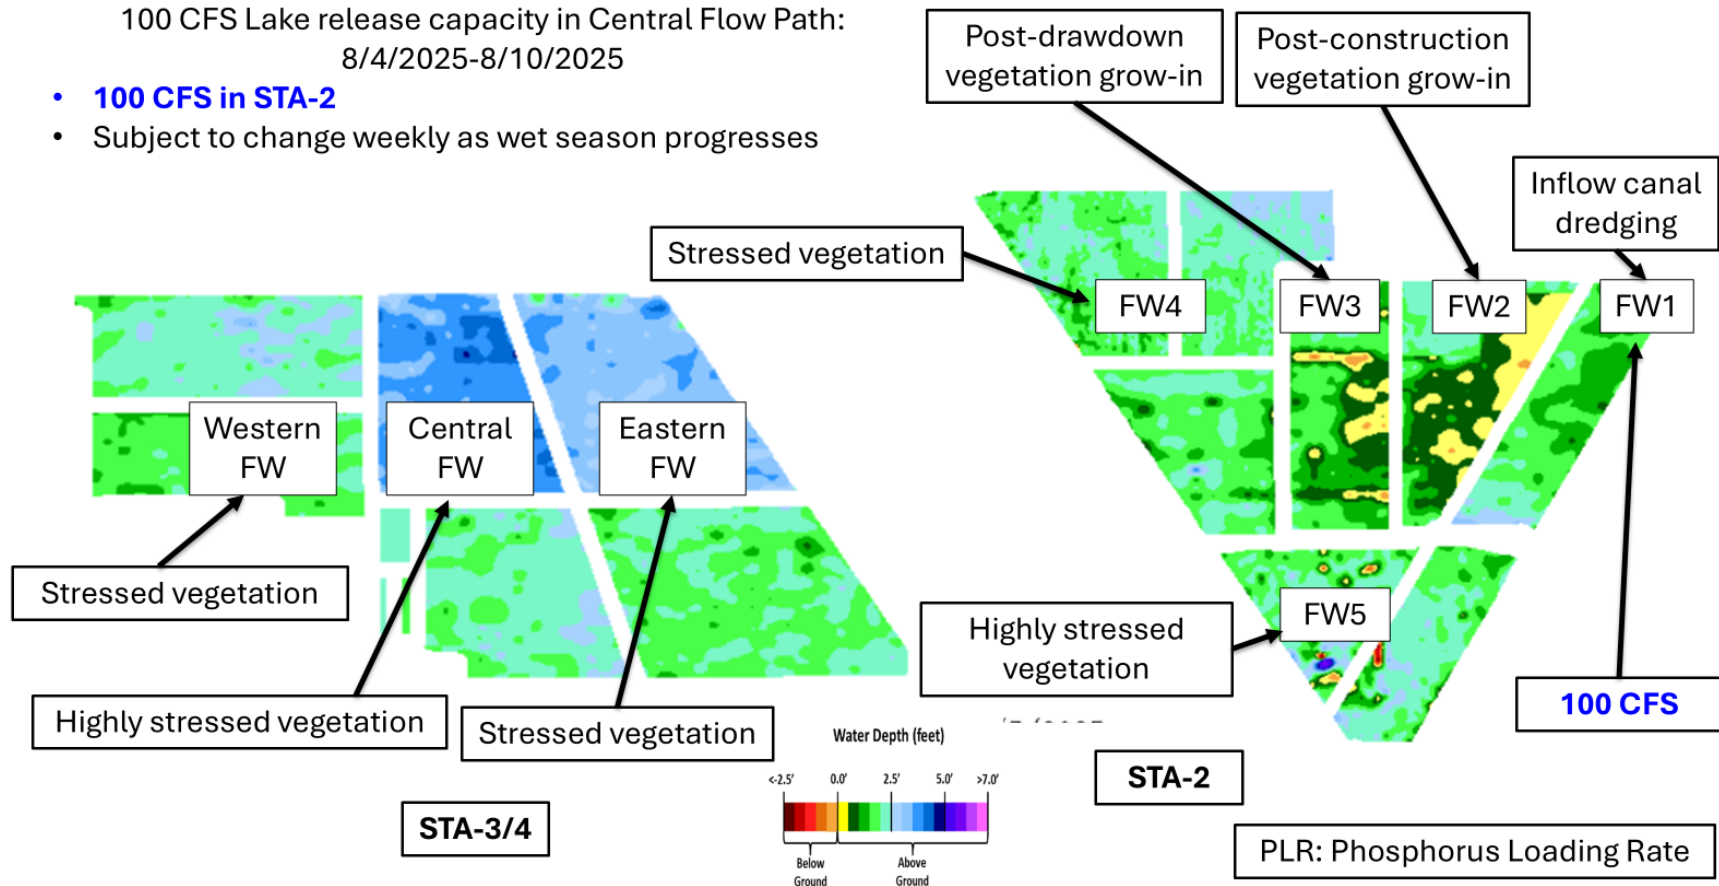 100 CFS Lake release capacity in Central Flow Path:
8/4/2025-8/10/2025
• 100 CFS in STA-2
• Subject to change weekly as wet season progresses
Post-drawdown
vegetation grow-in
Post-construction
vegetation grow-in
Inflow canal
dredging
Stressed vegetation
FW4
FW3
FW2
FW1
Western
FW
Central
FW
Eastern
FW
Stressed vegetation
Highly stressed vegetation
Stressed vegetation
Highly stressed
vegetation
FW5
100 CFS
STA-3/4
STA-2
Water Depth (feet)
<-2.5' 0.0' 2.5' 5.0' >7.0'
Below
Ground
Above
Ground
PLR: Phosphorus Loading Rate